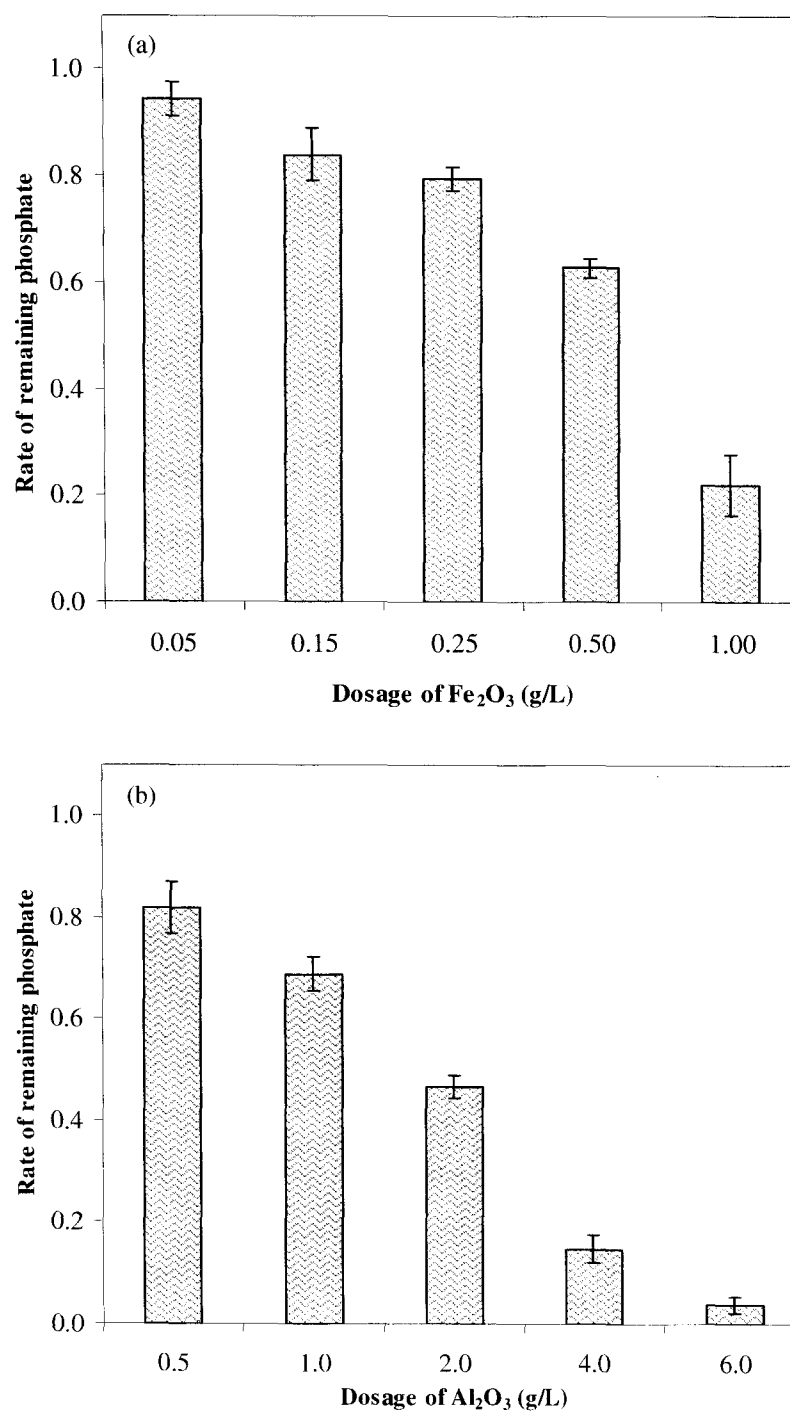 (a)
Rate of remaining phosphate
1.0
0.8
0.6
0.4
0.2
0.0
0.05 0.15 0.25 0.50 1.00
Dosage of Fe₂O₃ (g/L)
(b)
Rate of remaining phosphate
1.0
0.8
0.6
0.4
0.2
0.0
0.5 1.0 2.0 4.0 6.0
Dosage of Al₂O₃ (g/L)